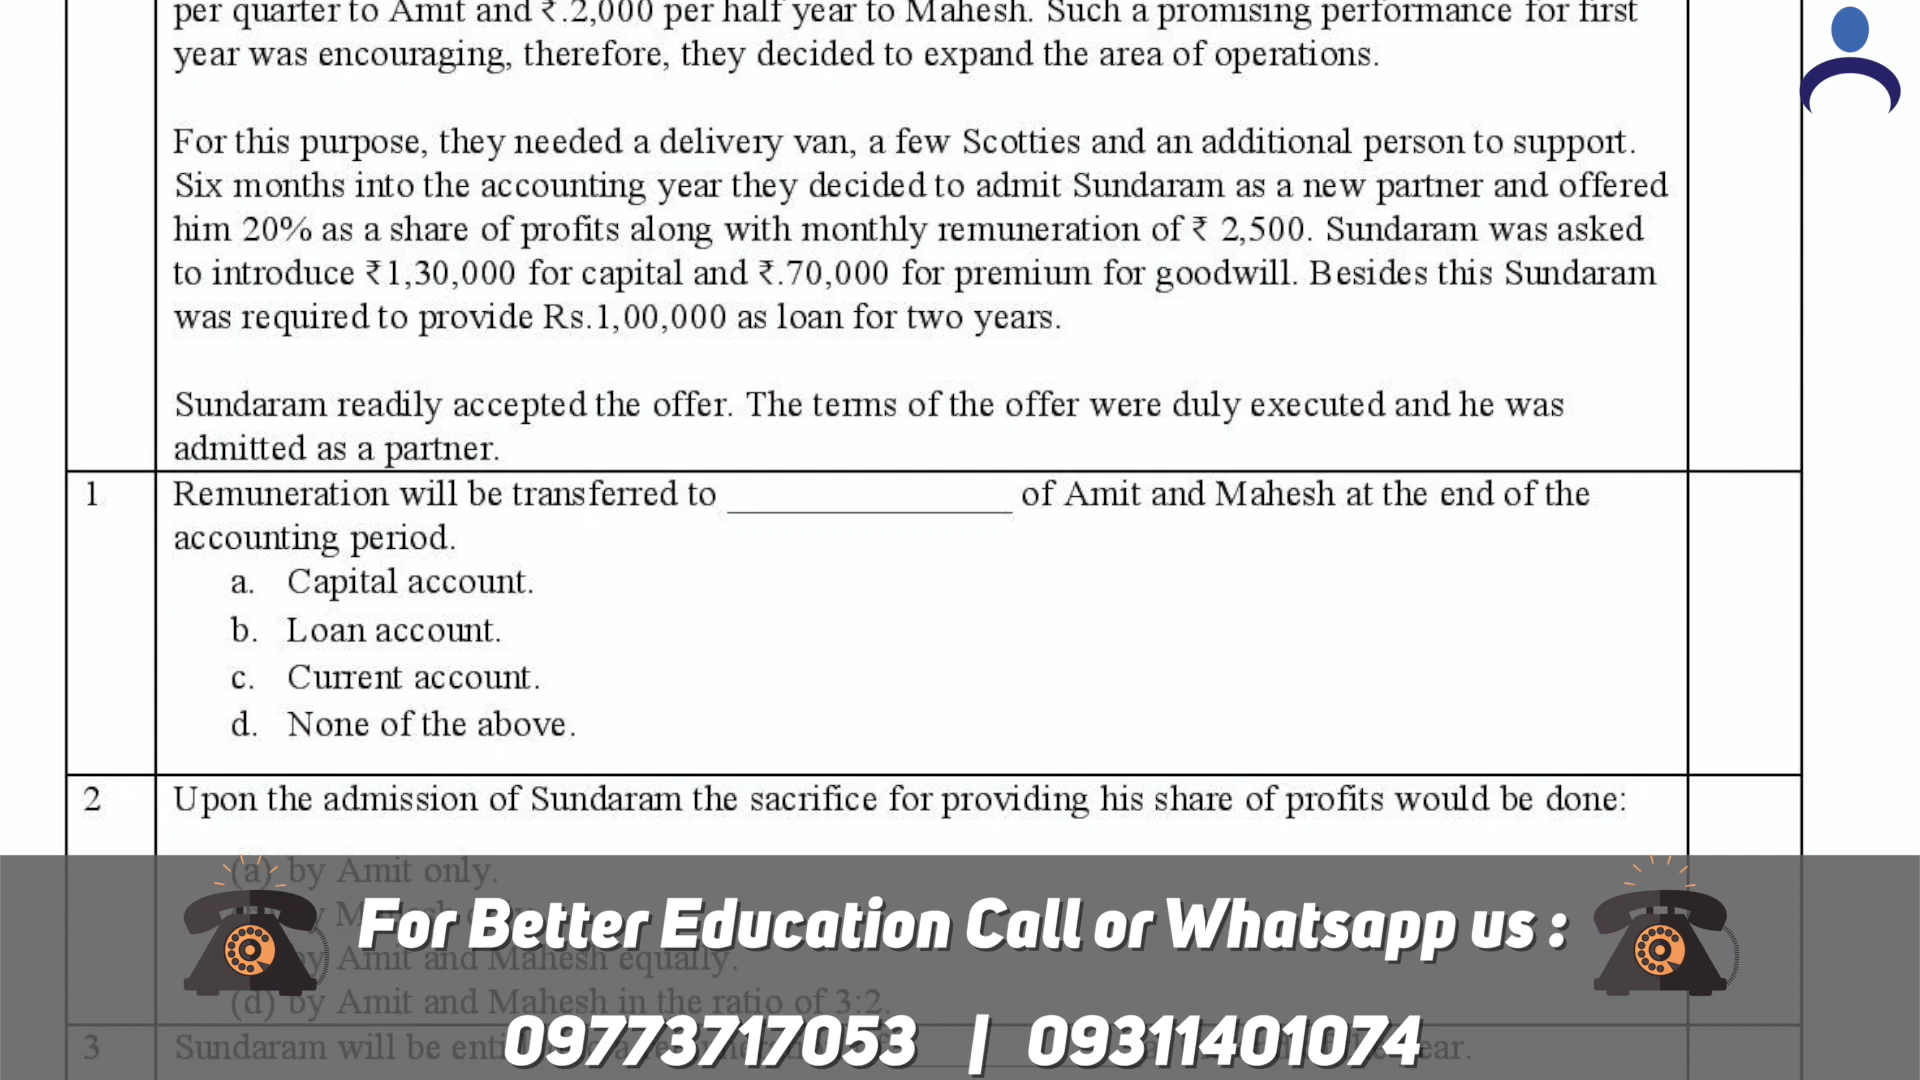 per quarter to Amit and ₹.2,000 per half year to Mahesh. Such a promising performance for first
year was encouraging, therefore, they decided to expand the area of operations.
For this purpose, they needed a delivery van, a few Scotties and an additional person to support.
Six months into the accounting year they decided to admit Sundaram as a new partner and offered
him 20% as a share of profits along with monthly remuneration of ₹ 2,500. Sundaram was asked
to introduce ₹1,30,000 for capital and ₹.70,000 for premium for goodwill. Besides this Sundaram
was required to provide Rs.1,00,000 as loan for two years.
Sundaram readily accepted the offer. The terms of the offer were duly executed and he was
admitted as a partner.
1 Remuneration will be transferred to _______________ of Amit and Mahesh at the end of the
accounting period.
a. Capital account.
b. Loan account.
c. Current account.
d. None of the above.
2 Upon the admission of Sundaram the sacrifice for providing his share of profits would be done:
(a) by Amit only.
For Better Education Call or Whatsapp us :
by Amit and Mahesh equally.
(d) by Amit and Mahesh in the ratio of 3:2.
3 Sundaram will be
09773717053 | 09311401074